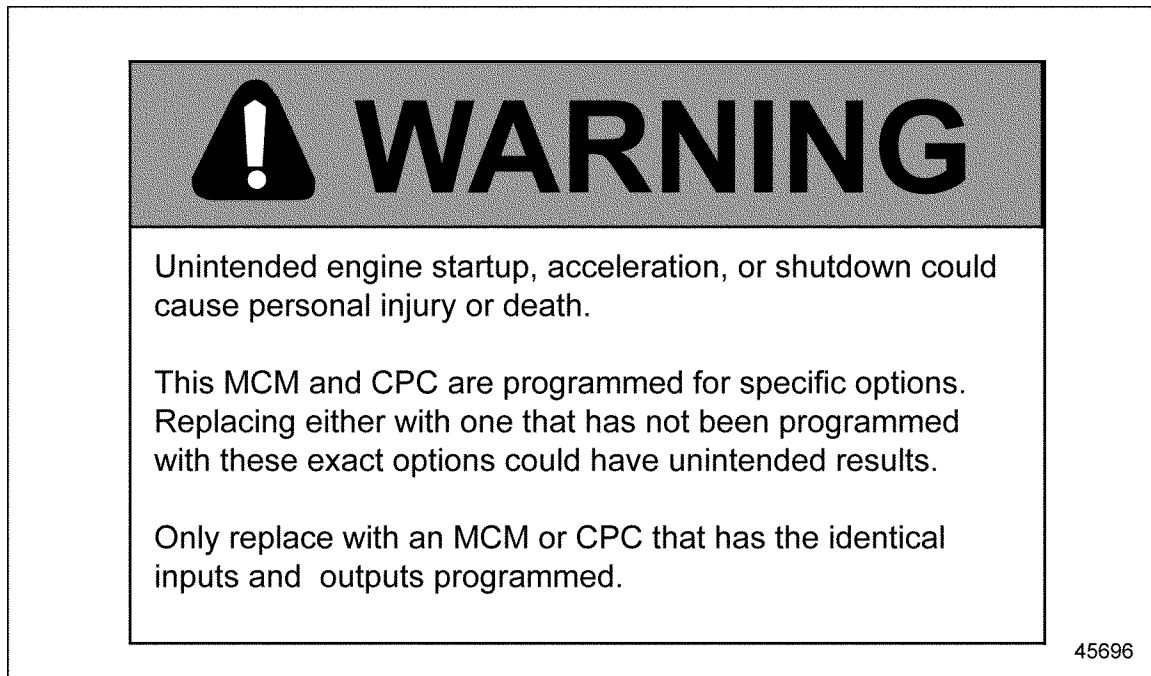 WARNING
Unintended engine startup, acceleration, or shutdown could
cause personal injury or death.
This MCM and CPC are programmed for specific options.
Replacing either with one that has not been programmed
with these exact options could have unintended results.
Only replace with an MCM or CPC that has the identical
inputs and  outputs programmed.
45696